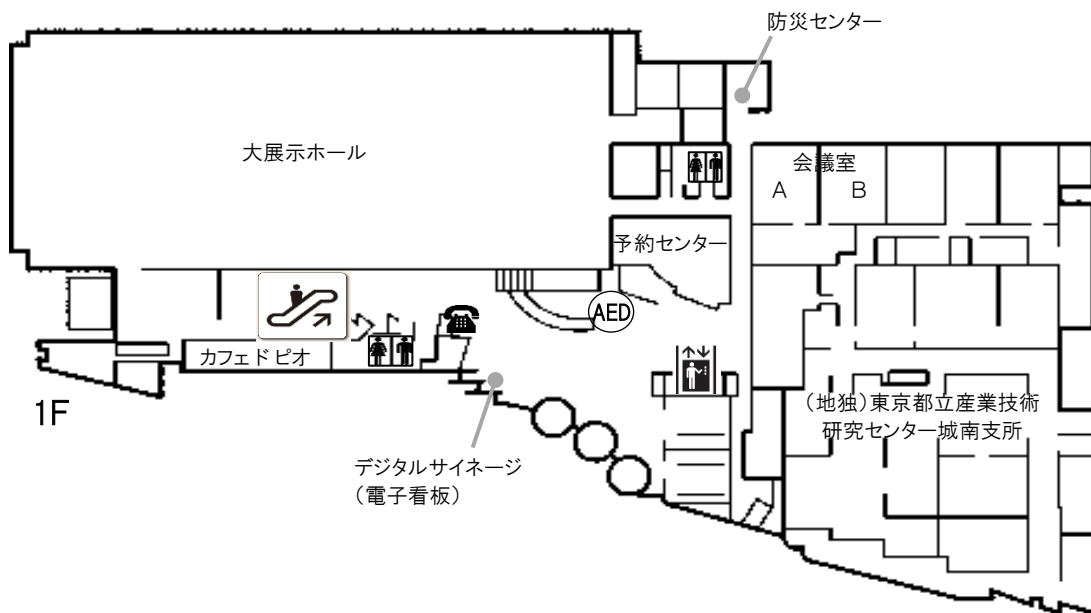 防災センター
大展示ホール
会議室
A B
予約センター
AED
カフェドピオ
1F
(地独)東京都立産業技術
研究センター城南支所
デジタルサイネージ
(電子看板)